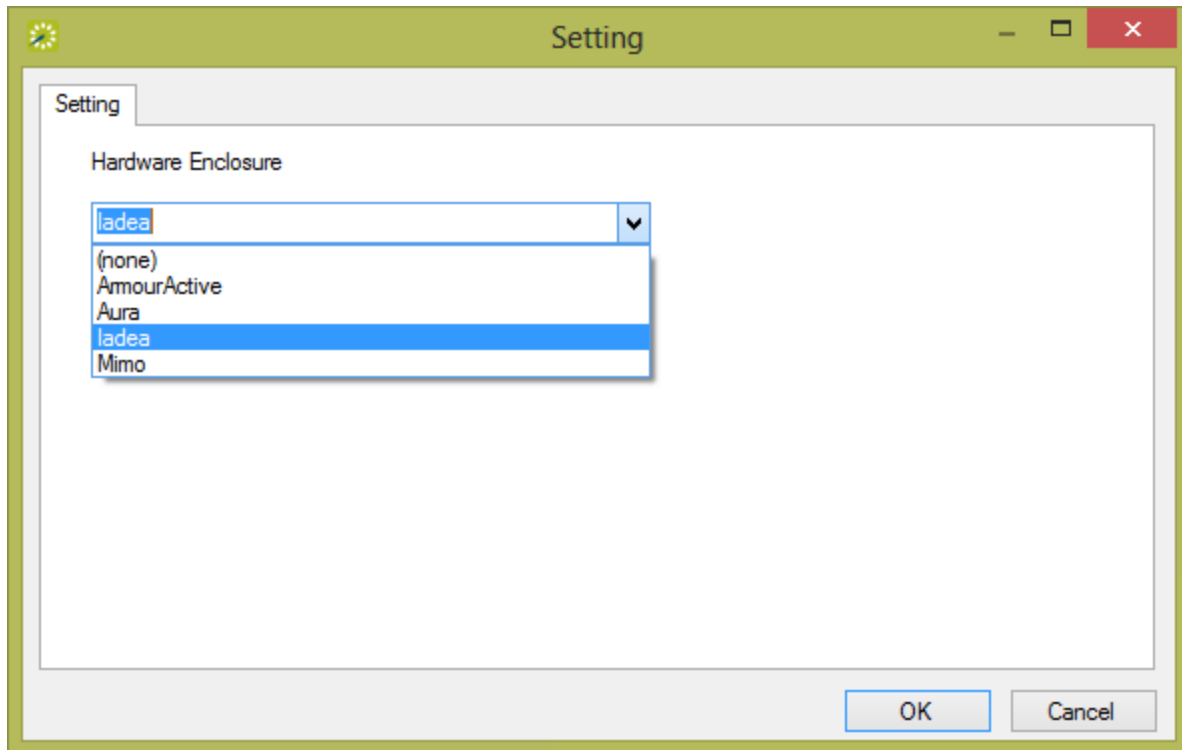 Setting
Setting
Hardware Enclosure
Iadea
(none)
ArmourActive
Aura
Iadea
Mimo
OK Cancel